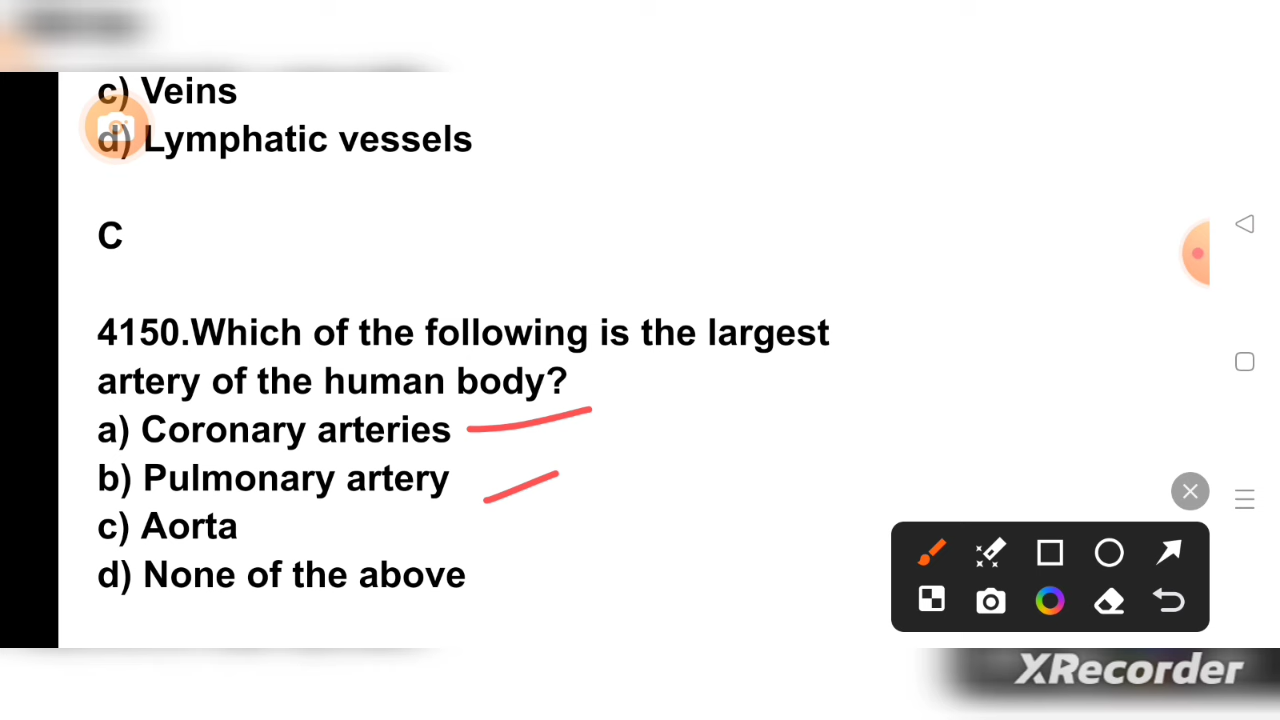 c) Veins
d) Lymphatic vessels
C
4150.Which of the following is the largest
artery of the human body?
a) Coronary arteries
b) Pulmonary artery
c) Aorta
d) None of the above
XRecorder